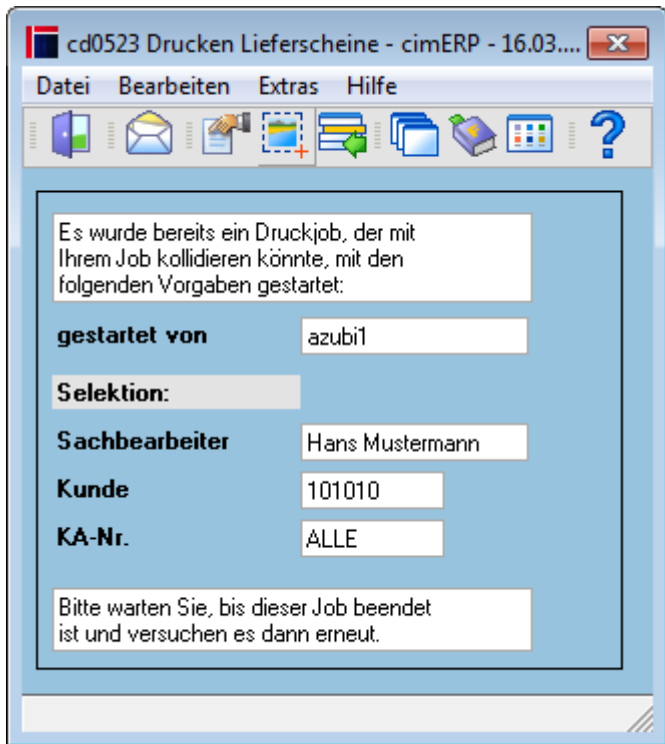 cd0523 Drucken Lieferscheine - cimERP - 16.03....
Datei Bearbeiten Extras Hilfe
Es wurde bereits ein Druckjob, der mit
Ihrem Job kollidieren könnte, mit den
folgenden Vorgaben gestartet:
gestartet von azubi1
Selektion:
Sachbearbeiter Hans Mustermann
Kunde 101010
KA-Nr. ALLE
Bitte warten Sie, bis dieser Job beendet
ist und versuchen es dann erneut.